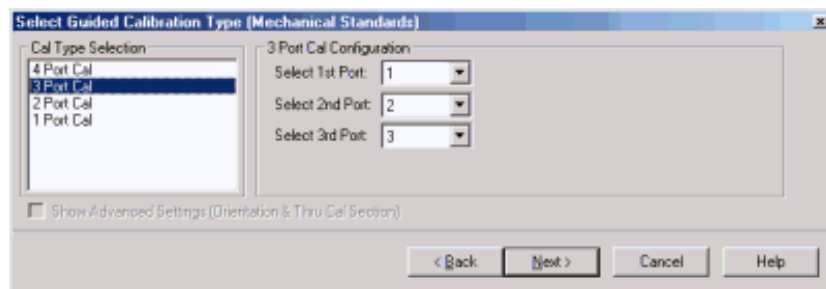 Select Guided Calibration Type (Mechanical Standards)
Cal Type Selection
4 Port Cal
3 Port Cal
2 Port Cal
1 Port Cal
3 Port Cal Configuration
Select 1st Port: 1
Select 2nd Port: 2
Select 3rd Port: 3
Show Advanced Settings (Orientation & Thru Cal Section)
< Back
Next >
Cancel
Help